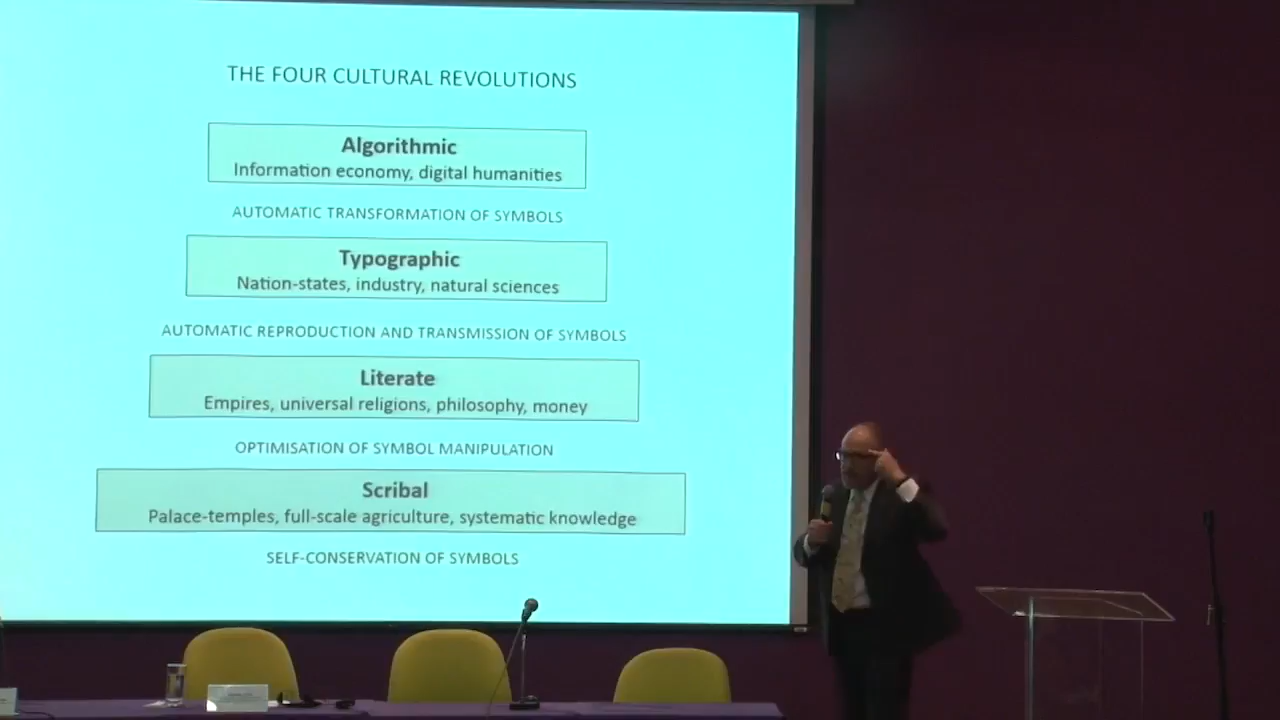 THE FOUR CULTURAL REVOLUTIONS
Algorithmic
Information economy, digital humanities
AUTOMATIC TRANSFORMATION OF SYMBOLS
Typographic
Nation-states, industry, natural sciences
AUTOMATIC REPRODUCTION AND TRANSMISSION OF SYMBOLS
Literate
Empires, universal religions, philosophy, money
OPTIMISATION OF SYMBOL MANIPULATION
Scribal
Palace-temples, full-scale agriculture, systematic knowledge
SELF-CONSERVATION OF SYMBOLS